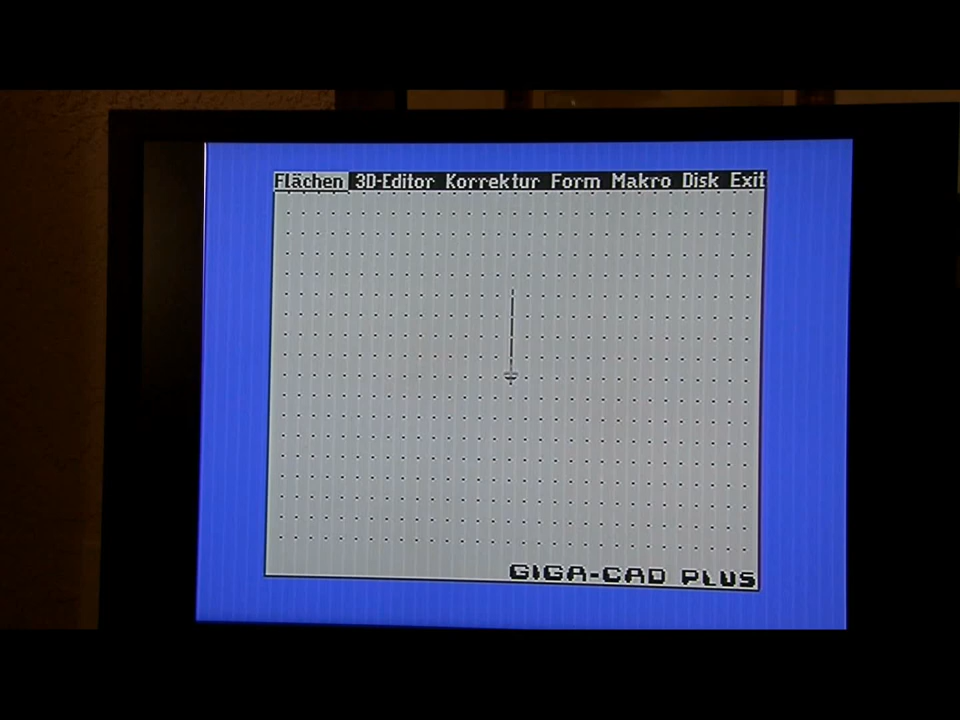 Flächen 3D-Editor Korrektur Form Makro Disk Exit
GIGA-CAD PLUS